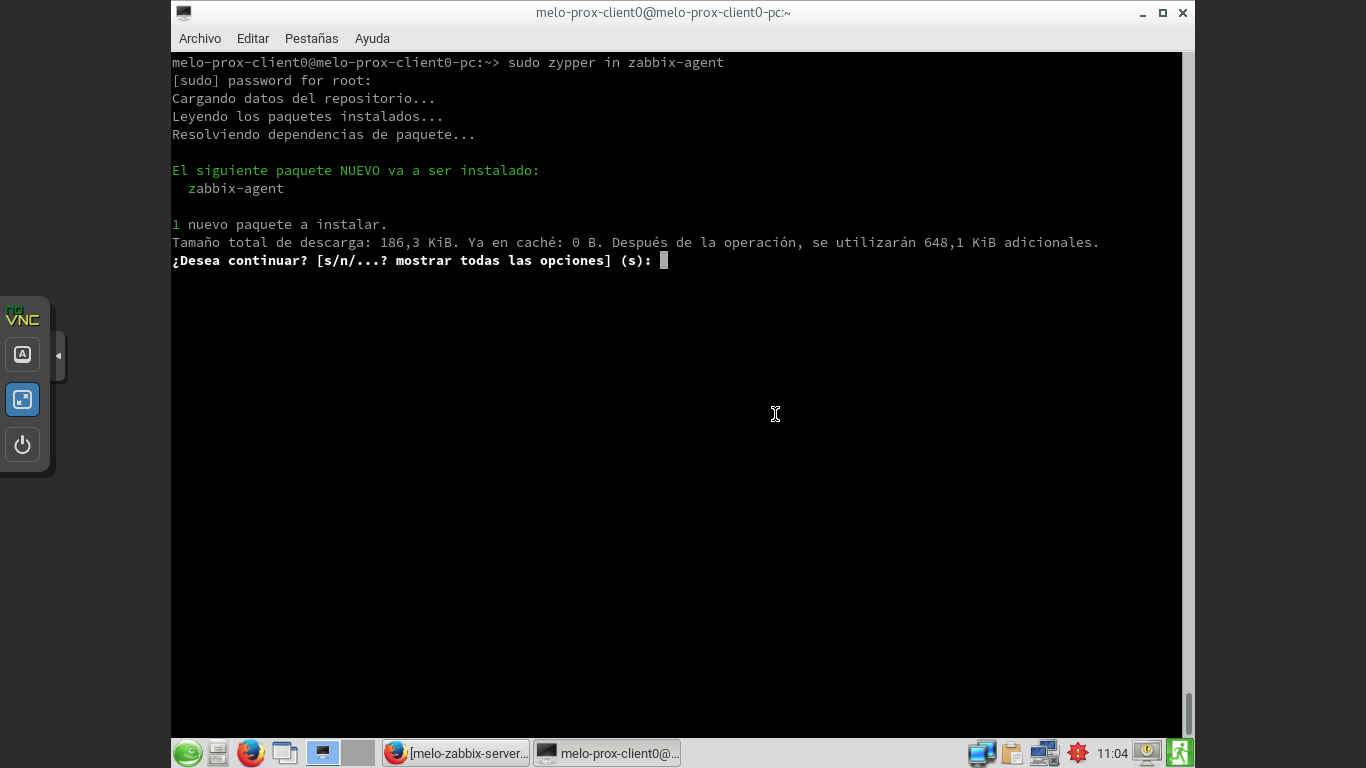 melo-prox-client0@melo-prox-client0-pc:~
Archivo Editar Pestañas Ayuda
melo-prox-client0@melo-prox-client0-pc:~> sudo zypper in zabbix-agent
[sudo] password for root:
Cargando datos del repositorio...
Leyendo los paquetes instalados...
Resolviendo dependencias de paquete...
El siguiente paquete NUEVO va a ser instalado:
zabbix-agent
1 nuevo paquete a instalar.
Tamaño total de descarga: 186,3 KiB. Ya en caché: 0 B. Después de la operación, se utilizarán 648,1 KiB adicionales.
¿Desea continuar? [s/n/...? mostrar todas las opciones] (s):
no
VNC
A
[melo-zabbix-server... melo-prox-client0@... 11:04